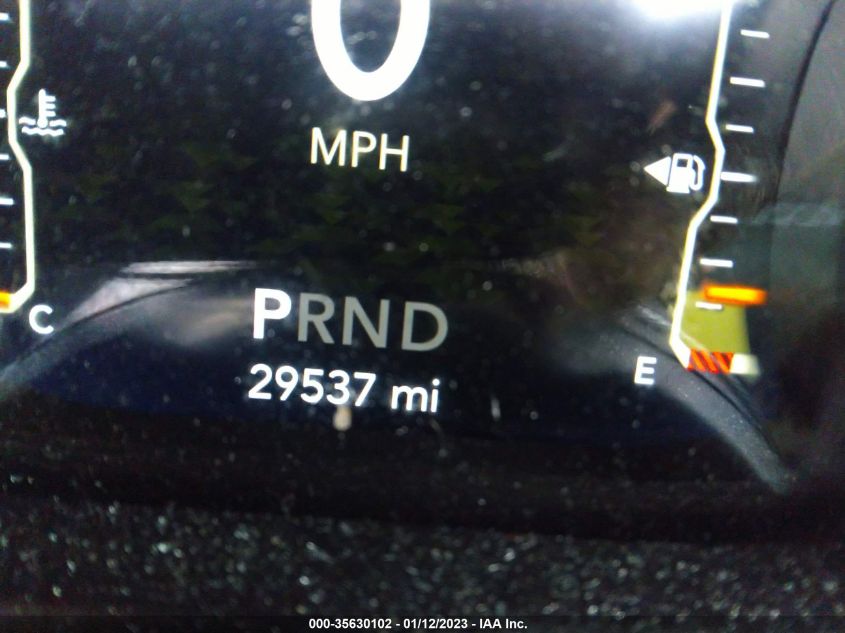 0
MPH
C
PRND
E
29537 mi
000-35630102 - 01/12/2023 - IAA Inc.